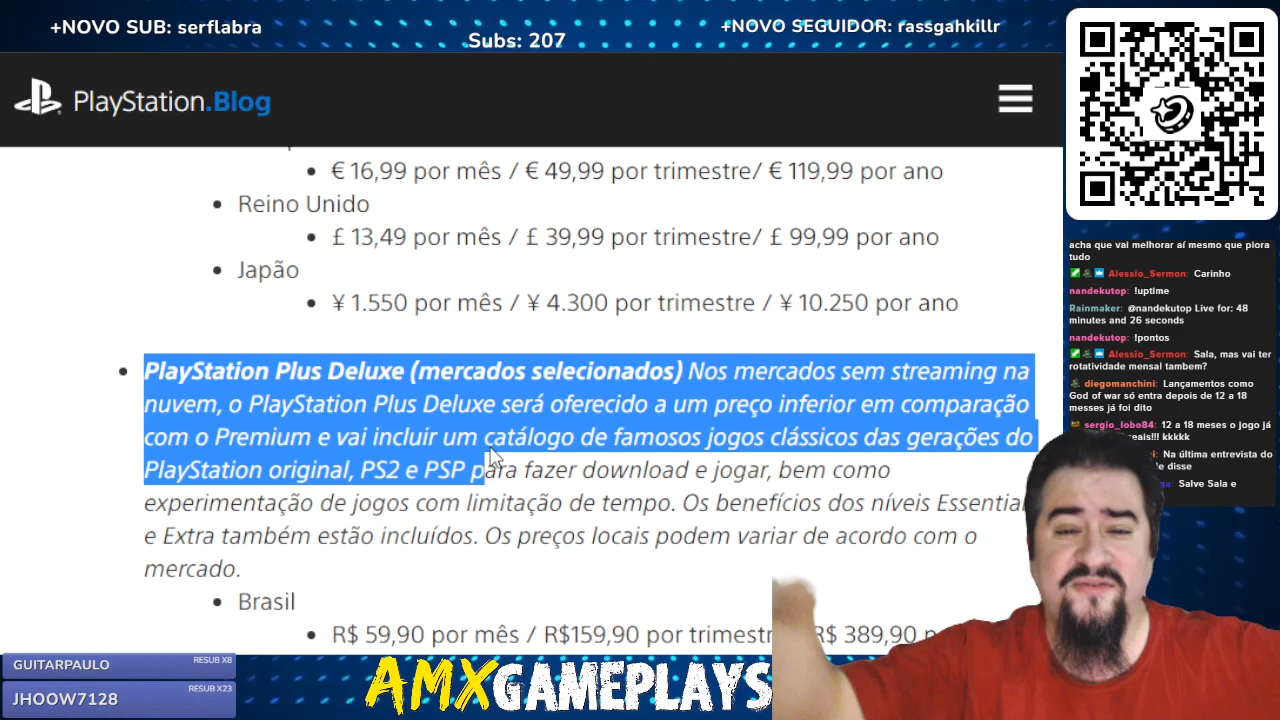 +NOVO SUB: serflabra
Subs: 207
+NOVO SEGUIDOR: rassgahkillr
PlayStation.Blog
€ 16,99 por mês / € 49,99 por trimestre/ € 119,99 por ano
Reino Unido
£ 13,49 por mês / £ 39,99 por trimestre/ £ 99,99 por ano
Japão
¥ 1.550 por mês / ¥ 4.300 por trimestre / ¥ 10.250 por ano
PlayStation Plus Deluxe (mercados selecionados) Nos mercados sem streaming na
nuvem, o PlayStation Plus Deluxe será oferecido a um preço inferior em comparação
com o Premium e vai incluir um catálogo de famosos jogos clássicos das gerações do
PlayStation original, PS2 e PSP para fazer download e jogar, bem como
experimentação de jogos com limitação de tempo. Os benefícios dos níveis Essential
e Extra também estão incluídos. Os preços locais podem variar de acordo com o
mercado.
Brasil
R$ 59,90 por mês / R$159,90 por trimest R$ 389,90
acha que vai melhorar aí mesmo que piora
tudo
Alessio_Sermon: Carinho
nandekutop: !uptime
Rainmaker: @nandekutop Live for: 48
minutes and 26 seconds
nandekutop: !pontos
Alessio_Sermon: Sala, mas vai ter
rotatividade mensal tambem?
diegomanchini: Lançamentos como
God of war só entra depois de 12 a 18
messes já foi dito
sergio_lobo84: 12 a 18 meses o jogo já
reais!!! kkkkk
Na última entrevista do
le disse
Salve Sala e
GUITARPAULO RESUB X8
JHOOW7128 RESUB X23
AMXGAMEPLAYS